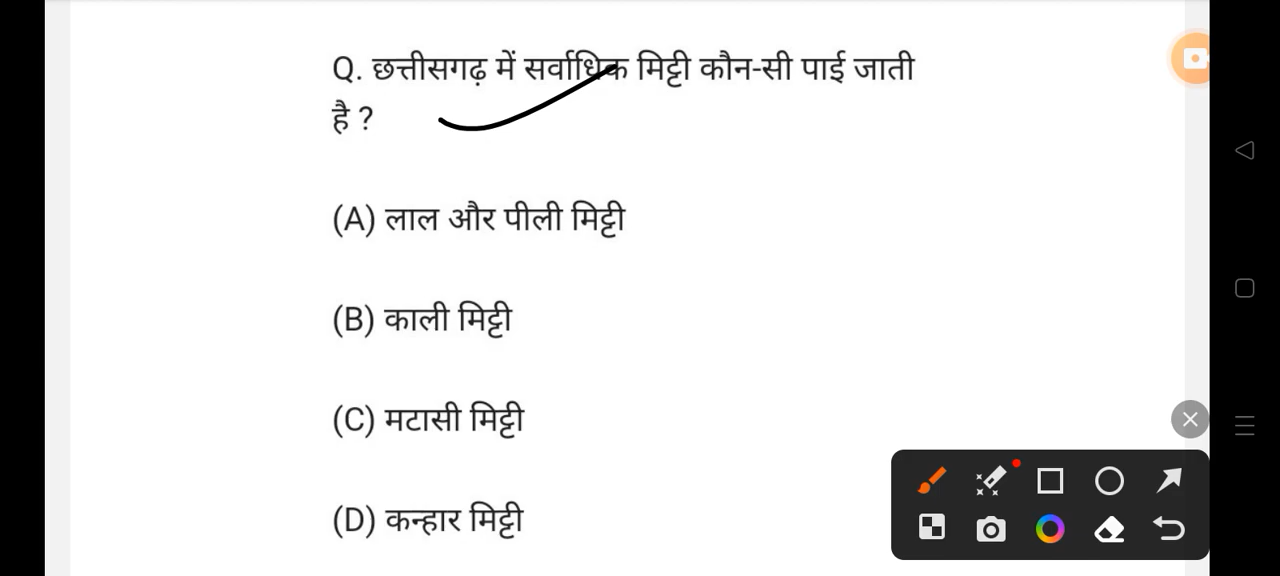 Q. छत्तीसगढ़ में सर्वाधिक मिट्टी कौन-सी पाई जाती
है ?
(A) लाल और पीली मिट्टी
(B) काली मिट्टी
(C) मटासी मिट्टी
(D) कन्हार मिट्टी